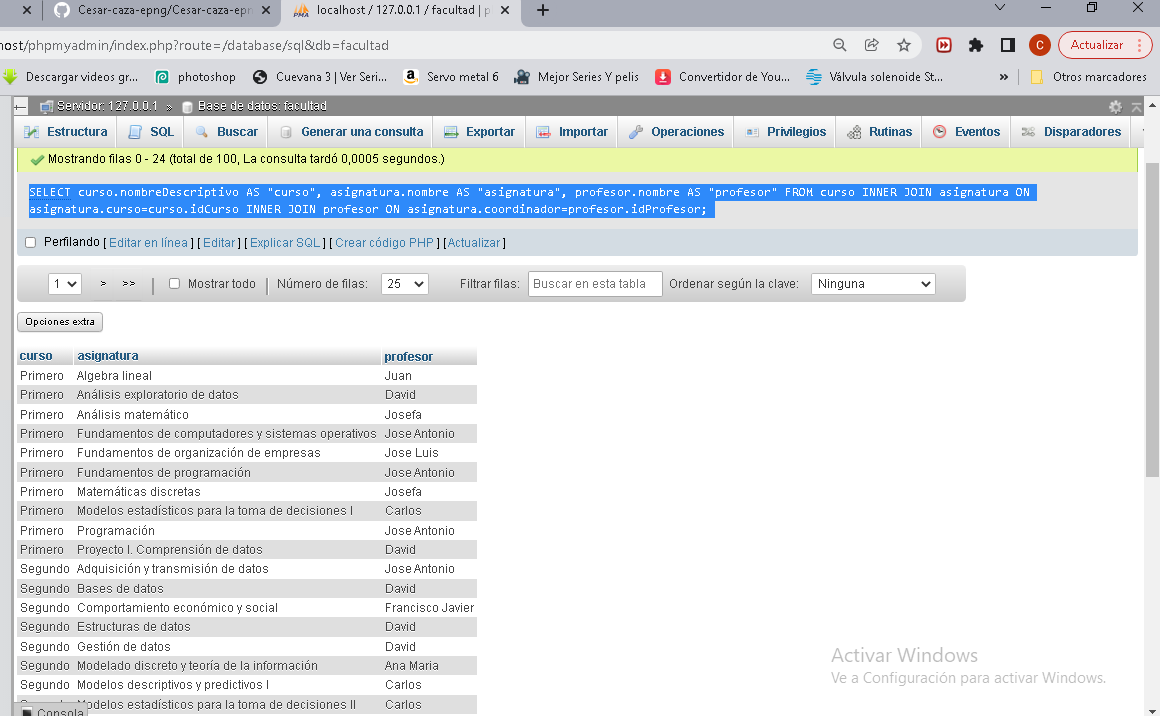 Cesar-caza-epng/Cesar-caza-epn
localhost / 127.0.0.1 / facultad | p
ost/phpmyadmin/index.php?route=/database/sql&db=facultad
C
Actualizar
Descargar videos gr...
photoshop
Cuevana 3 | Ver Seri...
Servo metal 6
Mejor Series Y pelis
Convertidor de You...
Válvula solenoide St...
»
Otros marcadores
Servidor: 127.0.0.1 » Base de datos: facultad
Estructura
SQL
Buscar
Generar una consulta
Exportar
Importar
Operaciones
Privilegios
Rutinas
Eventos
Disparadores
Mostrando filas 0 - 24 (total de 100, La consulta tardó 0,0005 segundos.)
SELECT curso.nombreDescriptivo AS "curso", asignatura.nombre AS "asignatura", profesor.nombre AS "profesor" FROM curso INNER JOIN asignatura ON
asignatura.curso=curso.idCurso INNER JOIN profesor ON asignatura.coordinador=profesor.idProfesor;
Perfilando [ Editar en línea ] [ Editar ] [ Explicar SQL ] [ Crear código PHP ] [ Actualizar ]
1 > >> | Mostrar todo | Número de filas: 25 Filtrar filas: Buscar en esta tabla Ordenar según la clave: Ninguna
Opciones extra
curso asignatura profesor
Primero Algebra lineal Juan
Primero Análisis exploratorio de datos David
Primero Análisis matemático Josefa
Primero Fundamentos de computadores y sistemas operativos Jose Antonio
Primero Fundamentos de organización de empresas Jose Luis
Primero Fundamentos de programación Jose Antonio
Primero Matemáticas discretas Josefa
Primero Modelos estadísticos para la toma de decisiones I Carlos
Primero Programación Jose Antonio
Primero Proyecto I. Comprensión de datos David
Segundo Adquisición y transmisión de datos Jose Antonio
Segundo Bases de datos David
Segundo Comportamiento económico y social Francisco Javier
Segundo Estructuras de datos David
Segundo Gestión de datos David
Segundo Modelado discreto y teoría de la información Ana Maria
Segundo Modelos descriptivos y predictivos I Carlos
Modelos estadísticos para la toma de decisiones II Carlos
Consola
Activar Windows
Ve a Configuración para activar Windows.